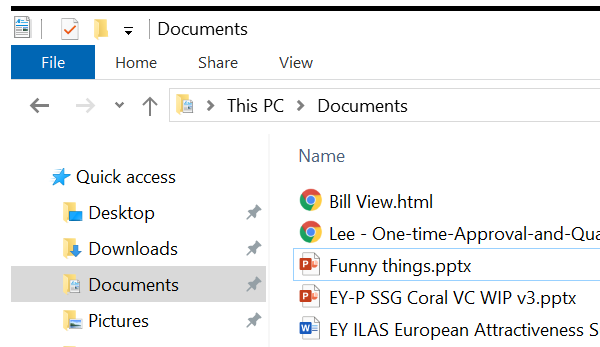 Documents
File Home Share View
This PC > Documents
Name
Quick access
Desktop
Downloads
Documents
Pictures
Bill View.html
Lee - One-time-Approval-and-Qua
Funny things.pptx
EY-P SSG Coral VC WIP v3.pptx
EY ILAS European Attractiveness S